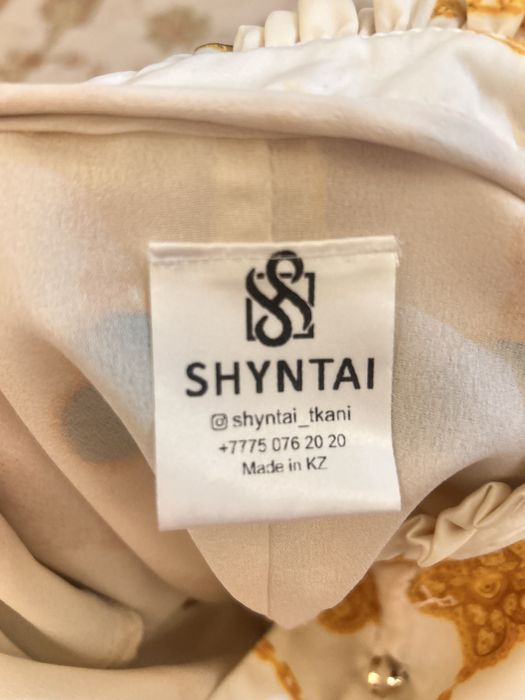 SHYNTAI
shyntai_tkani
+7775 076 20 20
Made in KZ